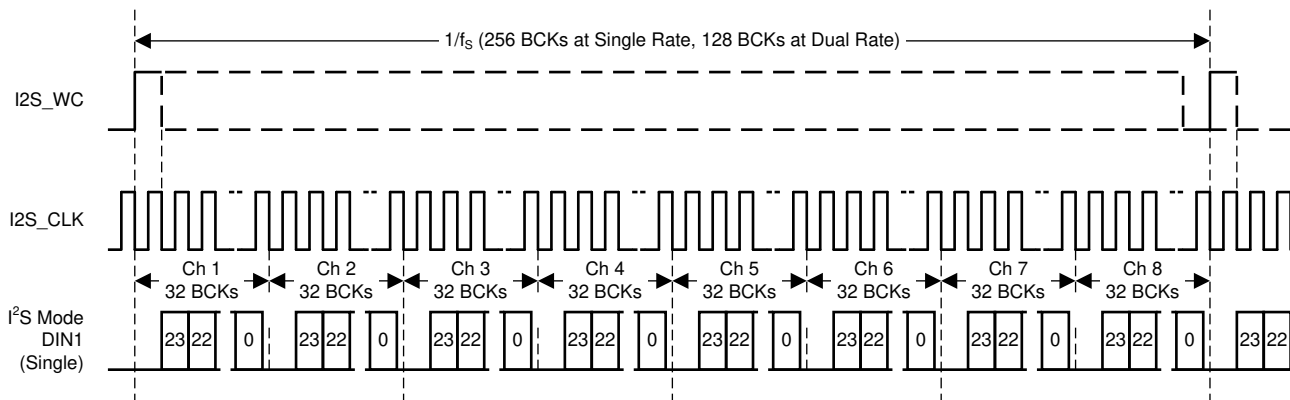 1/fS (256 BCKs at Single Rate, 128 BCKs at Dual Rate)
I2S_WC
I2S_CLK
Ch 1 Ch 2 Ch 3 Ch 4 Ch 5 Ch 6 Ch 7 Ch 8
32 BCKs 32 BCKs 32 BCKs 32 BCKs 32 BCKs 32 BCKs 32 BCKs 32 BCKs
I²S Mode
DIN1
(Single)
23 22 0 23 22 0 23 22 0 23 22 0 23 22 0 23 22 0 23 22 0 23 22 0 23 22